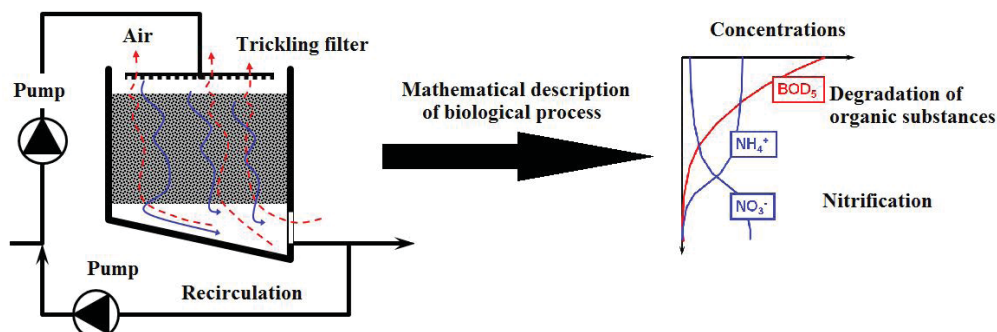 Air
Trickling filter
Pump
Pump
Recirculation
Mathematical description
of biological process
Concentrations
BOD₅
Degradation of
organic substances
NH₄⁺
NO₃⁻
Nitrification